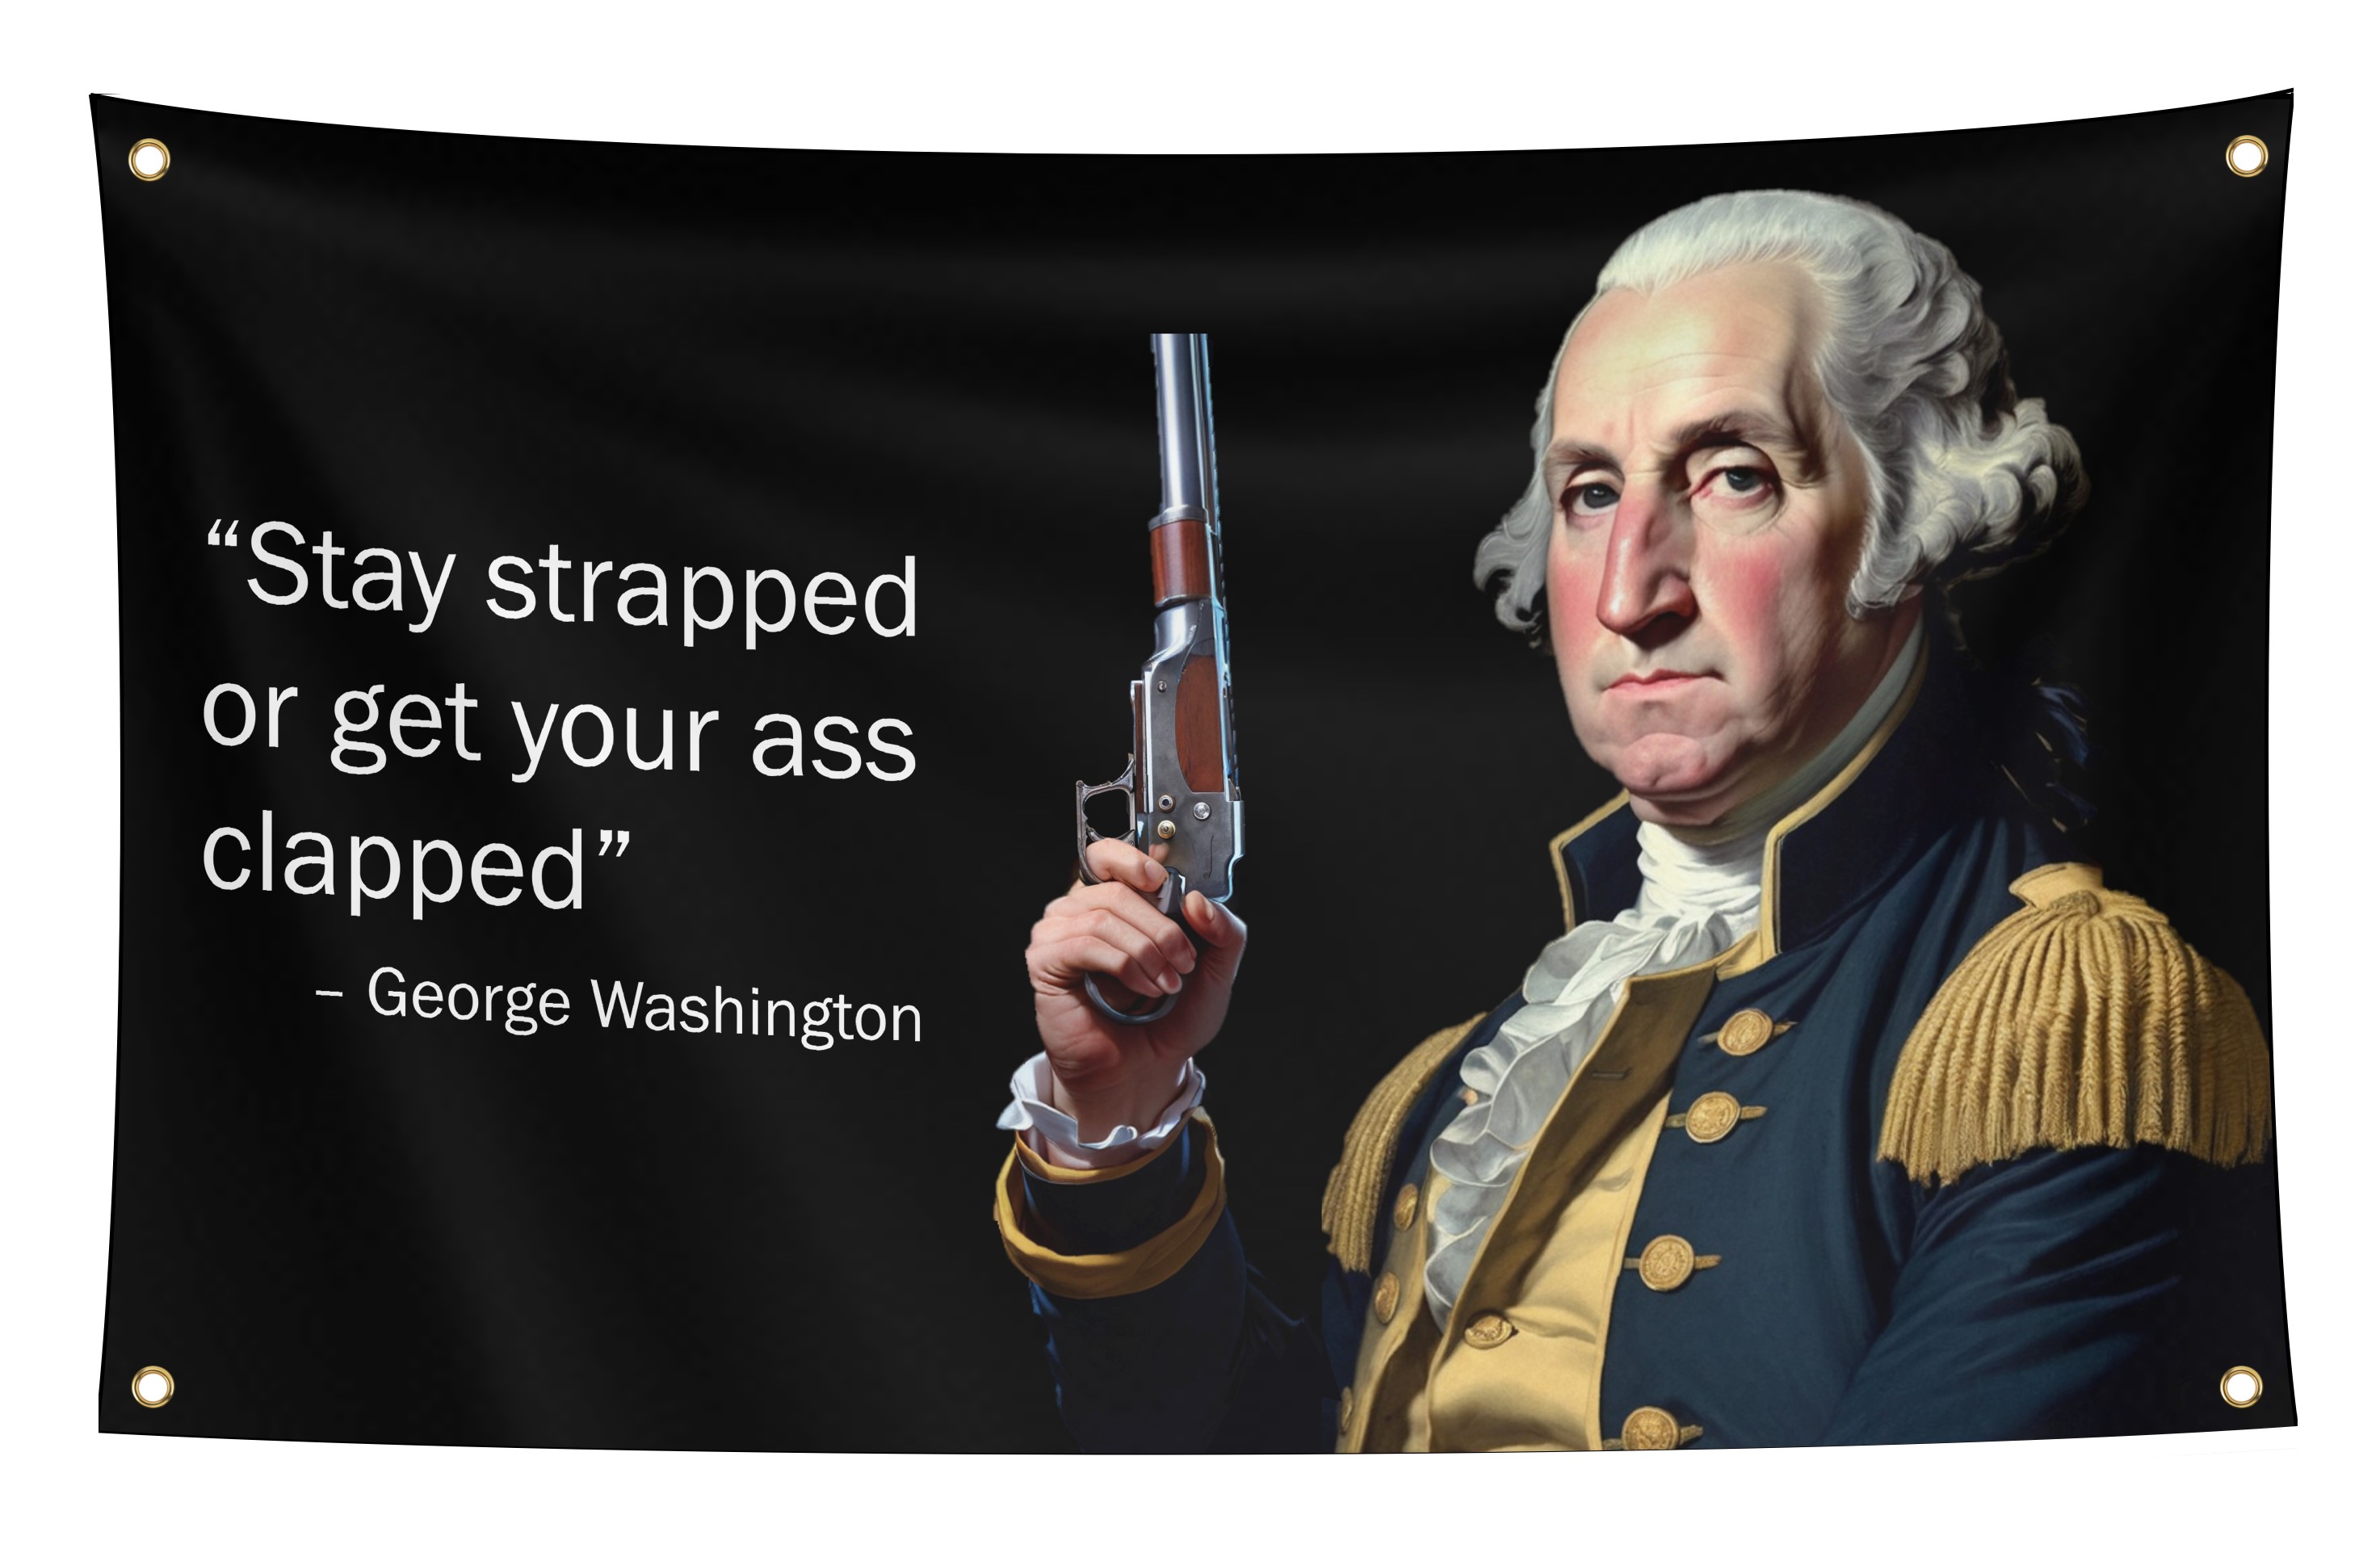 “Stay strapped
or get your ass
clapped”
– George Washington